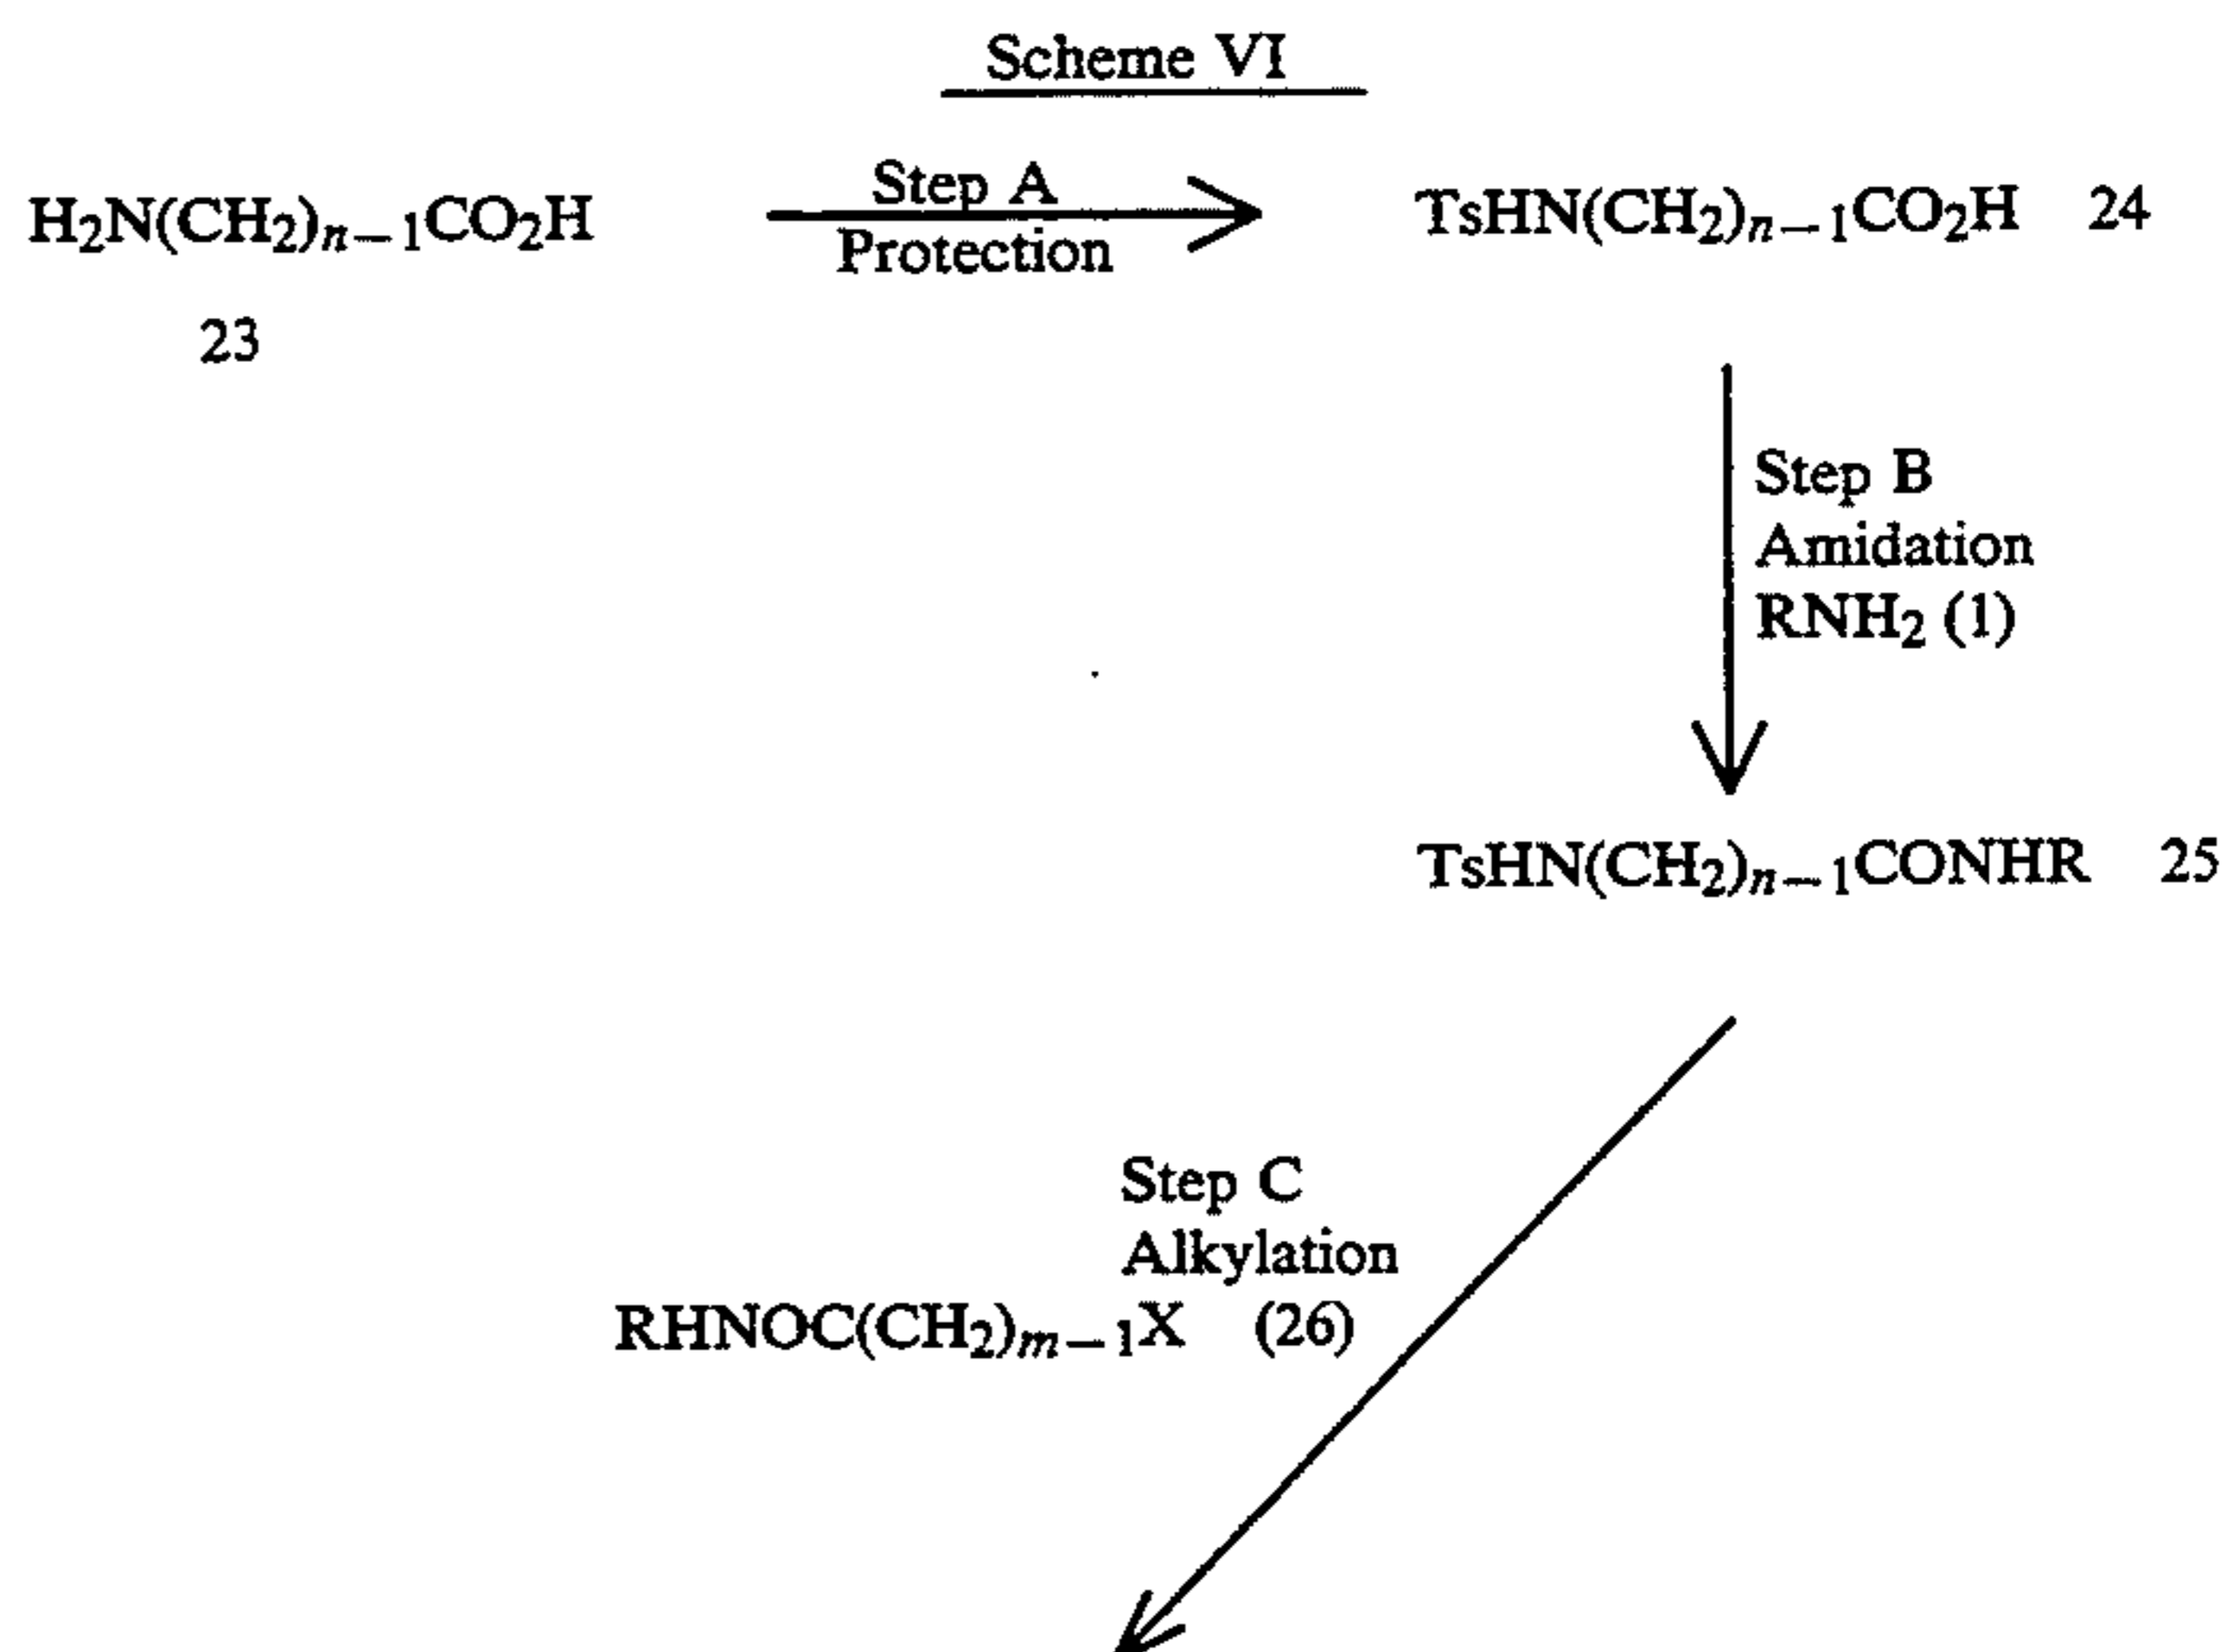 Scheme VI
H₂N(CH₂)ₙ₋₁CO₂H
23
Step A
Protection
TsHN(CH₂)ₙ₋₁CO₂H 24
Step B
Amidation
RNH₂ (1)
TsHN(CH₂)ₙ₋₁CONHR 25
Step C
Alkylation
RHNOC(CH₂)ₘ₋₁X (26)